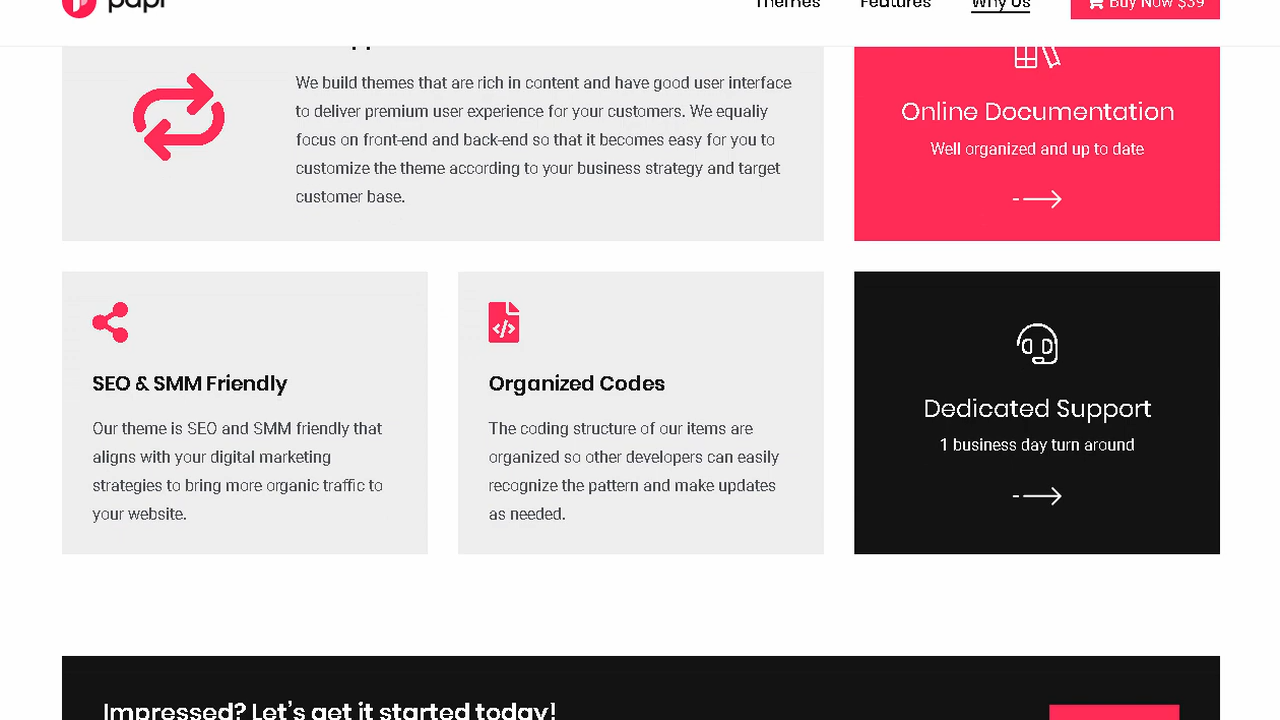 papr
Themes Features Why Us Buy Now $39
We build themes that are rich in content and have good user interface
to deliver premium user experience for your customers. We equally
focus on front-end and back-end so that it becomes easy for you to
customize the theme according to your business strategy and target
customer base.
Online Documentation
Well organized and up to date
SEO & SMM Friendly
Our theme is SEO and SMM friendly that
aligns with your digital marketing
strategies to bring more organic traffic to
your website.
Organized Codes
The coding structure of our items are
organized so other developers can easily
recognize the pattern and make updates
as needed.
Dedicated Support
1 business day turn around
Impressed? Let's get it started today!